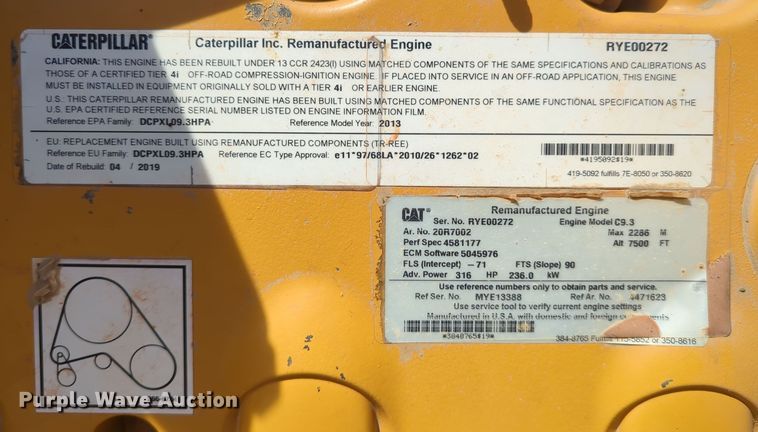 CATERPILLAR® Caterpillar Inc. Remanufactured Engine RYE00272
CALIFORNIA: THIS ENGINE HAS BEEN REBUILT UNDER 13 CCR 2423(l) USING MATCHED COMPONENTS OF THE SAME SPECIFICATIONS AND CALIBRATIONS AS
THOSE OF A CERTIFIED TIER 4i OFF-ROAD COMPRESSION-IGNITION ENGINE. IF PLACED INTO SERVICE IN AN OFF-ROAD APPLICATION, THIS ENGINE
MUST BE INSTALLED IN EQUIPMENT ORIGINALLY SOLD WITH A TIER 4i OR EARLIER ENGINE.
U.S.: THIS CATERPILLAR REMANUFACTURED ENGINE HAS BEEN BUILT USING MATCHED COMPONENTS OF THE SAME FUNCTIONAL SPECIFICATION AS THE
U.S EPA CERTIFIED REFERENCE SERIAL NUMBER LISTED ON ENGINE INFORMATION FILM.
Reference EPA Family: DCPXL09.3HPA Reference Model Year: 2013
EU: REPLACEMENT ENGINE BUILT USING REMANUFACTURED COMPONENTS (TR-REE)
Reference EU Family: DCPXL09.3HPA Reference EC Type Approval: e11*97/68LA*2010/26*1262*02
*4195092$19*
Date of Rebuild: 04 / 2019
419-5092 fulfills 7E-8050 or 350-8620
CAT® Remanufactured Engine
Ser. No. RYE00272 Engine Model C9.3
Ar. No. 20R7002 Max 2286 M
Perf Spec 4581177 Alt 7500 FT
ECM Software 5045976
FLS (Intercept) -71 FTS (Slope) 90
Adv. Power 316 HP 236.0 kW
Use reference numbers only to obtain parts and service.
Ref Ser No. MYE13388 Ref Ar. No. 4471623
Use service tool to verify current engine settings
Manufactured in U.S.A. with domestic and foreign
*3848765$19*
384-8765 Fulfills 115-5852 or 350-8616
Purple Wave Auction